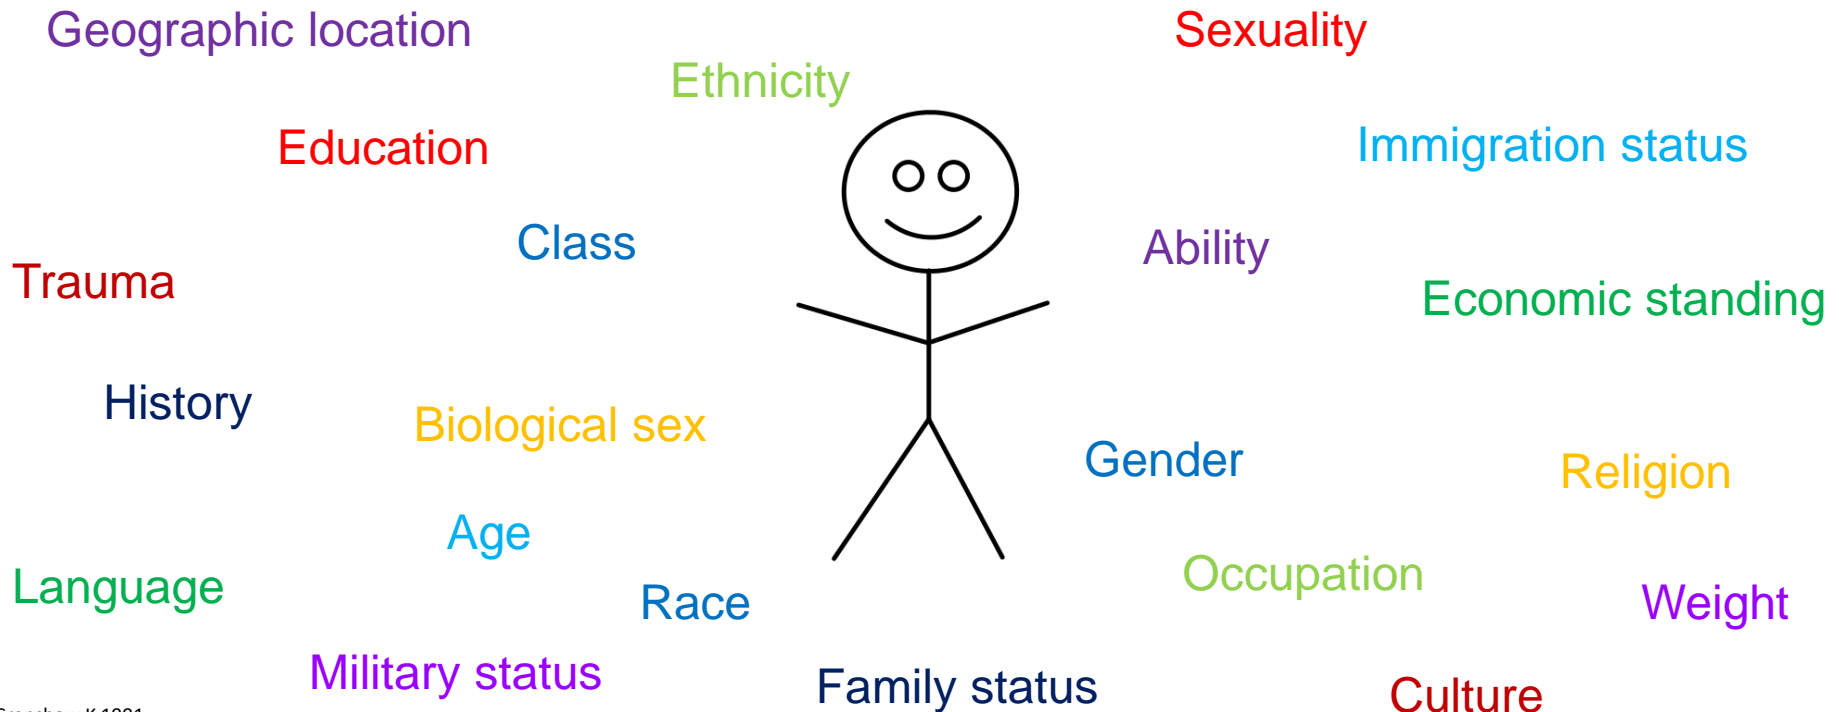 Geographic location
Sexuality
Ethnicity
Education
Immigration status
Class
Ability
Trauma
Economic standing
History
Biological sex
Gender
Religion
Age
Occupation
Language
Race
Weight
Military status
Family status
Culture